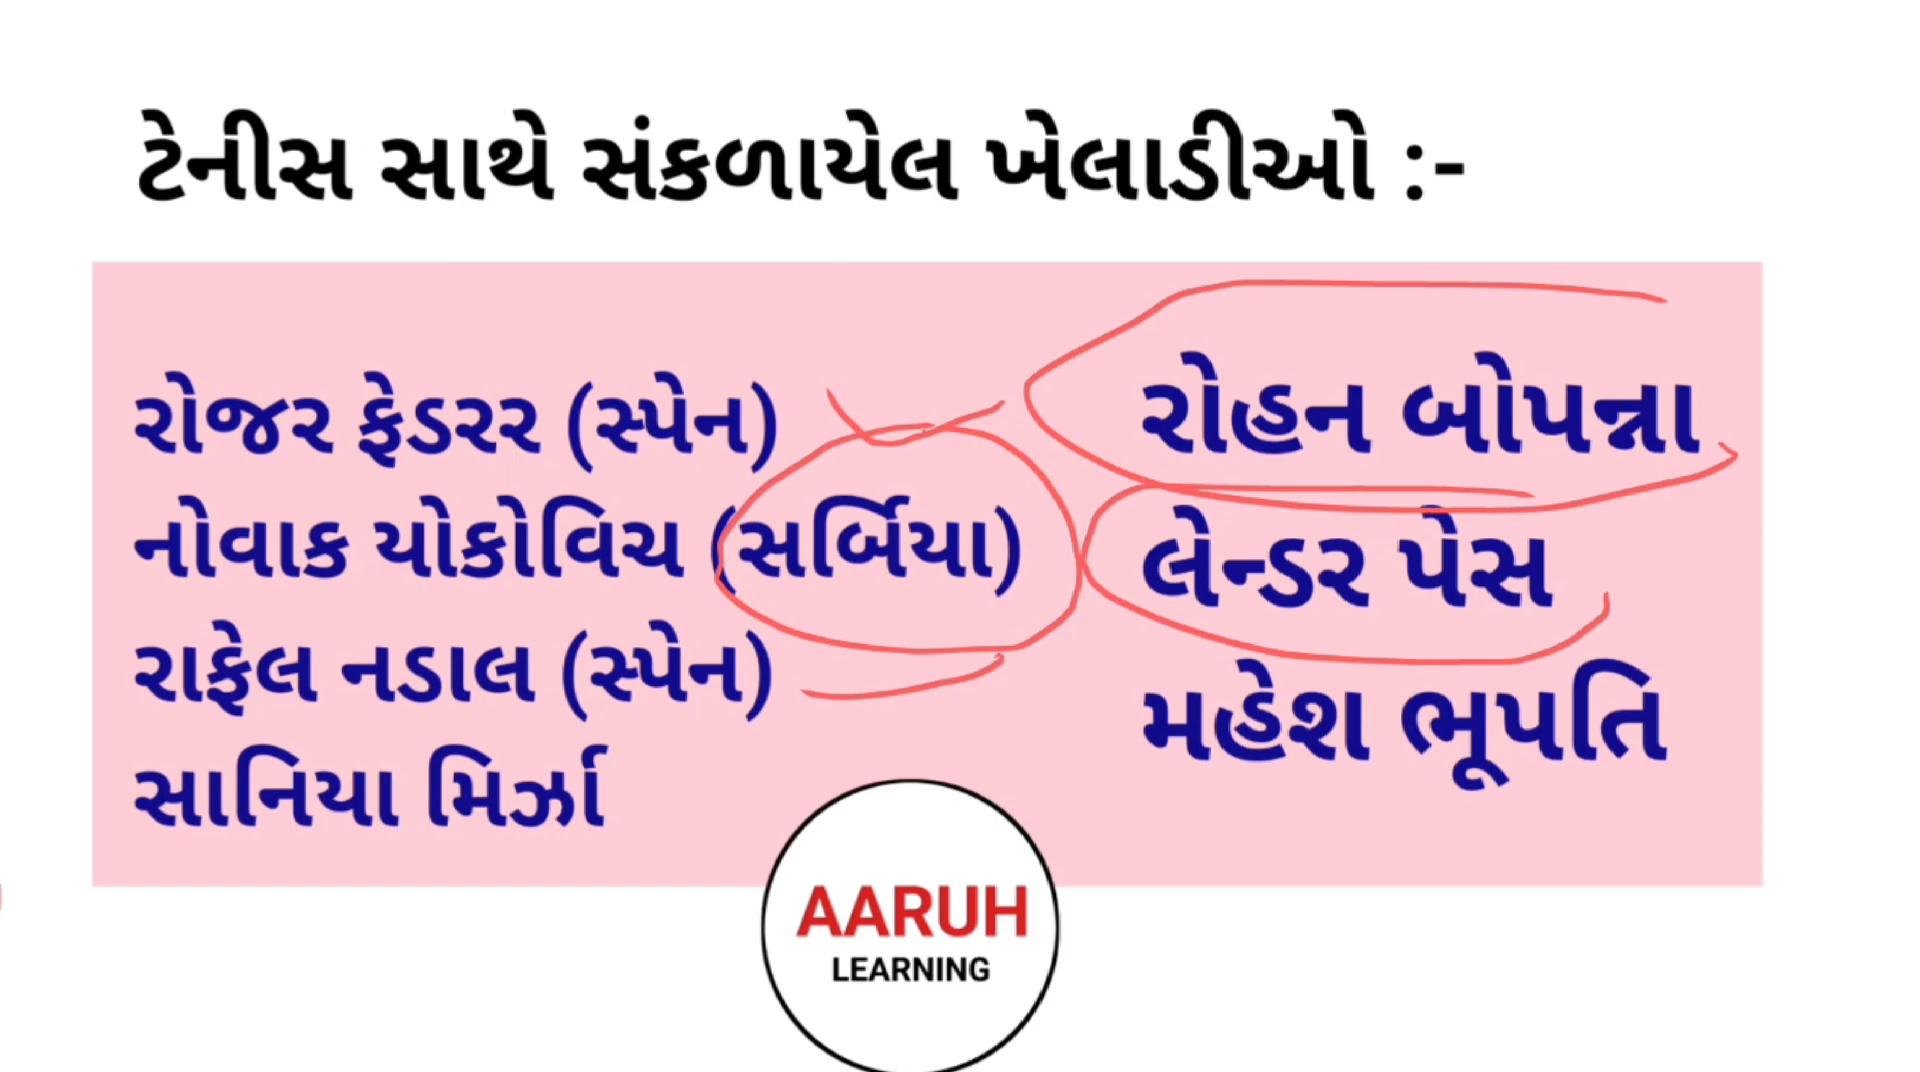 ટેનીસ સાથે સંકળાયેલ ખેલાડીઓ :-
રોજર ફેડરર (સ્પેન)
નોવાક યોકોવિચ (સર્બિયા)
રાફેલ નડાલ (સ્પેન)
સાનિયા મિર્ઝા
રોહન બોપન્ના
લેન્ડર પેસ
મહેશ ભૂપતિ
AARUH
LEARNING